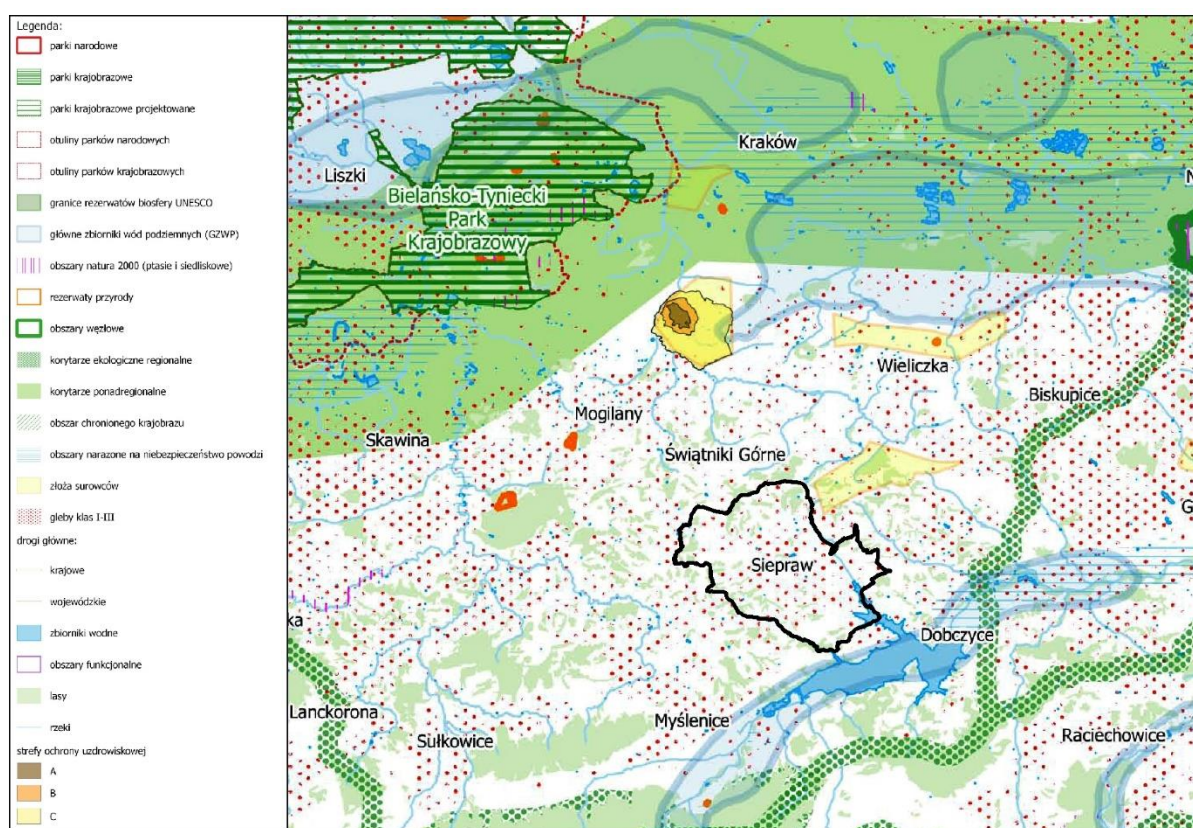 Legenda:
parki narodowe
parki krajobrazowe
parki krajobrazowe projektowane
otuliny parków narodowych
otuliny parków krajobrazowych
granice rezerwatów biosfery UNESCO
główne zbiorniki wód podziemnych (GZWP)
obszary natura 2000 (ptasie i siedliskowe)
rezerwaty przyrody
obszary węzłowe
korytarze ekologiczne regionalne
korytarze ponadregionalne
obszar chronionego krajobrazu
obszary narazone na niebezpieczeństwo powodzi
złoża surowców
gleby klas I-III
drogi główne:
krajowe
wojewódzkie
zbiorniki wodne
obszary funkcjonalne
lasy
rzeki
strefy ochrony uzdrowiskowej
A
B
C
Kraków
Liszki
N
Bielańsko-Tyniecki
Park
Krajobrazowy
Wieliczka
Biskupice
Mogilany
Skawina
Świątniki Górne
G
Siepraw
ka
Dobczyce
Lanckorona
Myślenice
Sułkowice
Raciechowice